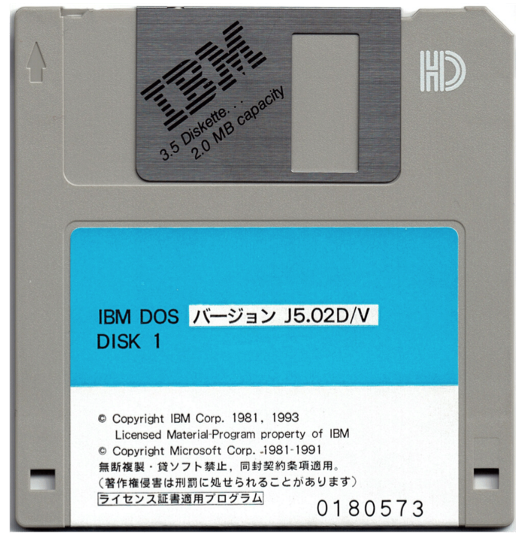 IBM
3.5 Diskette...
2.0 MB capacity
HD
IBM DOS バージョン J5.02D/V
DISK 1
© Copyright IBM Corp. 1981, 1993
Licensed Material-Program property of IBM
© Copyright Microsoft Corp. 1981-1991
無断複製・貸ソフト禁止，同封契約条項適用。
(著作権侵害は刑罰に処せられることがあります)
ライセンス証書適用プログラム
0180573